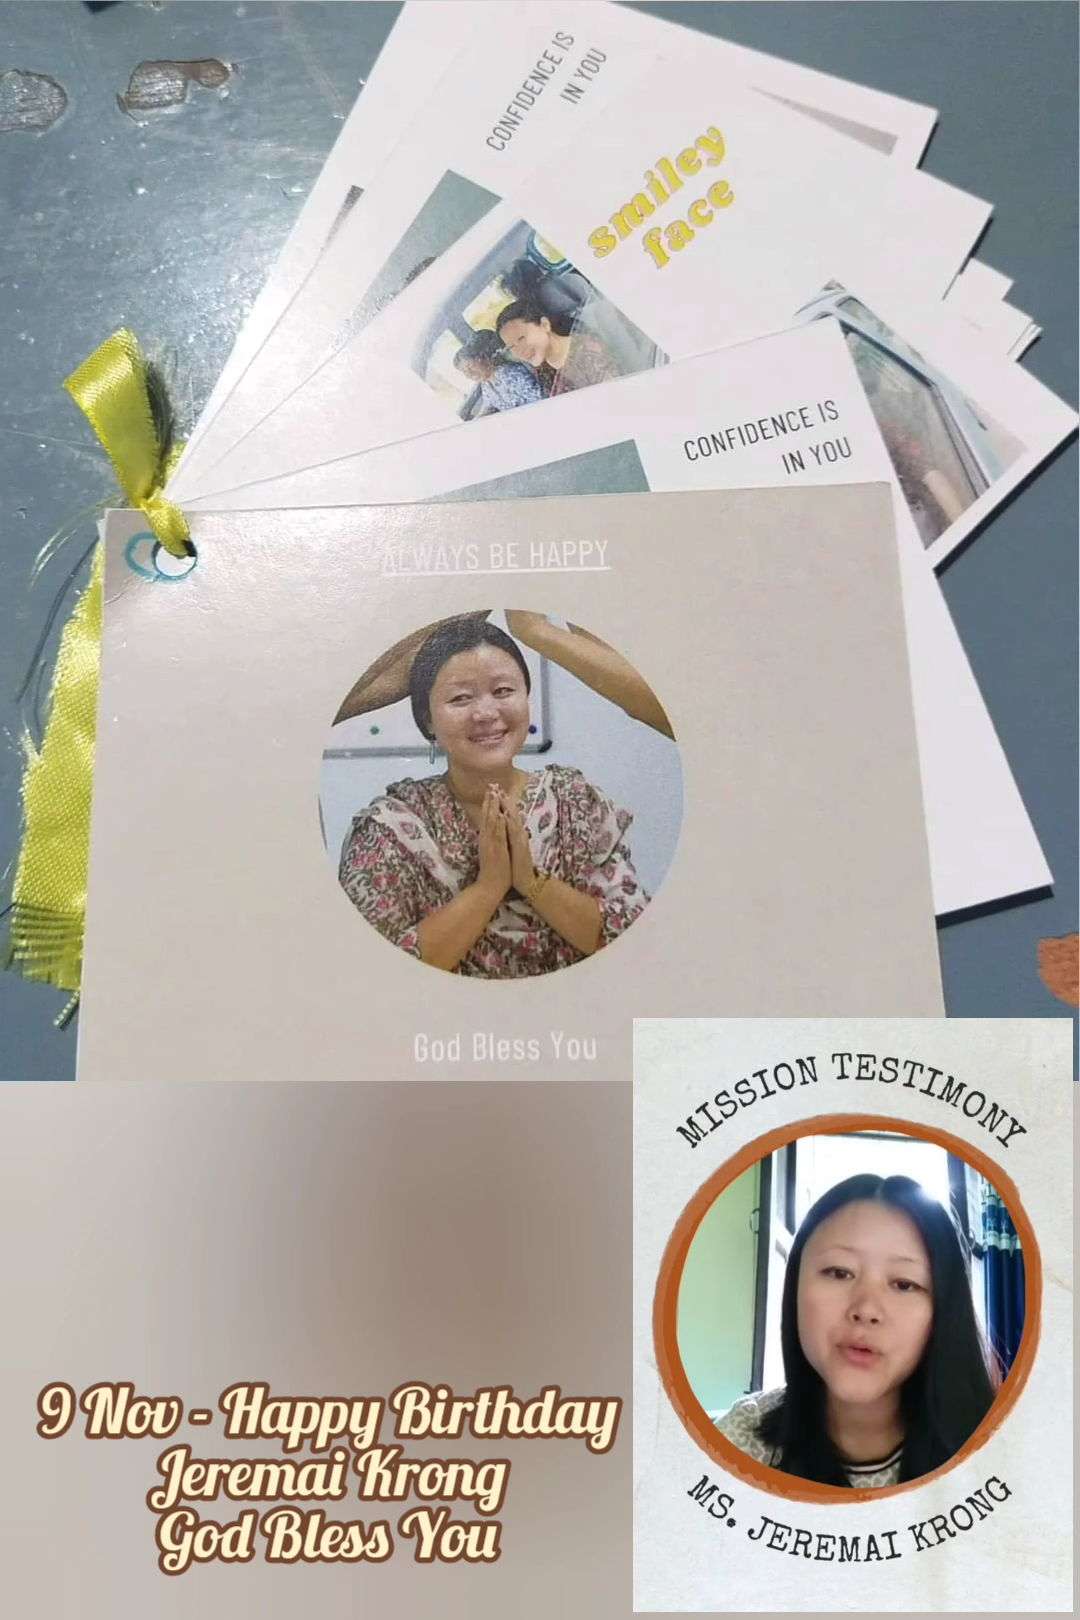 CONFIDENCE IS
IN YOU
smiley
face
CONFIDENCE IS
IN YOU
ALWAYS BE HAPPY
God Bless You
MISSION TESTIMONY
MS. JEREMAI KRONG
9 Nov - Happy Birthday
Jeremai Krong
God Bless You